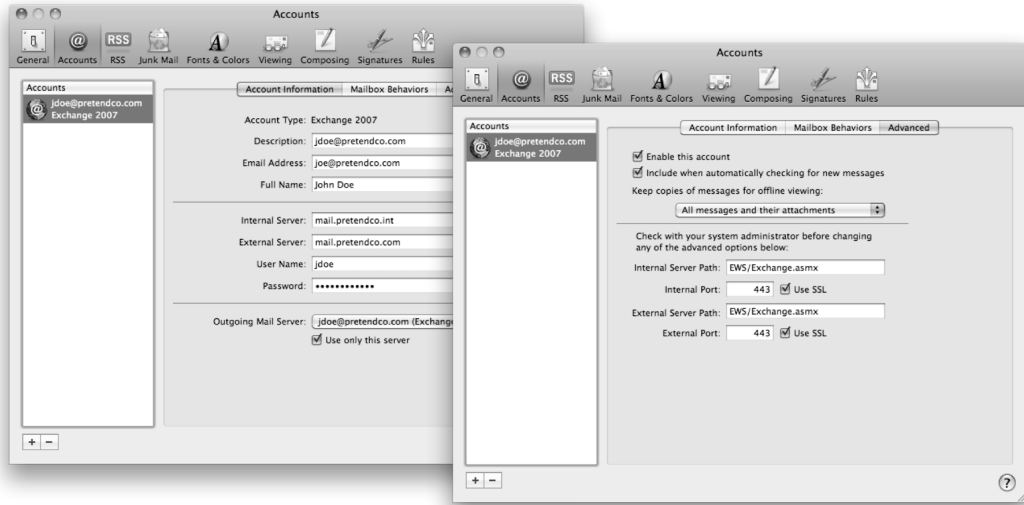 Accounts
General Accounts RSS Junk Mail Fonts & Colors Viewing Composing Signatures Rules
Accounts
jdoe@pretendco.com
Exchange 2007
Account Information Mailbox Behaviors
Account Type: Exchange 2007
Description: jdoe@pretendco.com
Email Address: joe@pretendco.com
Full Name: John Doe
Internal Server: mail.pretendco.int
External Server: mail.pretendco.com
User Name: jdoe
Password: ••••••••••••
Outgoing Mail Server: jdoe@pretendco.com (Exchang
Use only this server
+ −
Accounts
General Accounts RSS Junk Mail Fonts & Colors Viewing Composing Signatures Rules
Accounts
jdoe@pretendco.com
Exchange 2007
Account Information Mailbox Behaviors Advanced
Enable this account
Include when automatically checking for new messages
Keep copies of messages for offline viewing:
All messages and their attachments
Check with your system administrator before changing
any of the advanced options below:
Internal Server Path: EWS/Exchange.asmx
Internal Port: 443 Use SSL
External Server Path: EWS/Exchange.asmx
External Port: 443 Use SSL
+ −
?